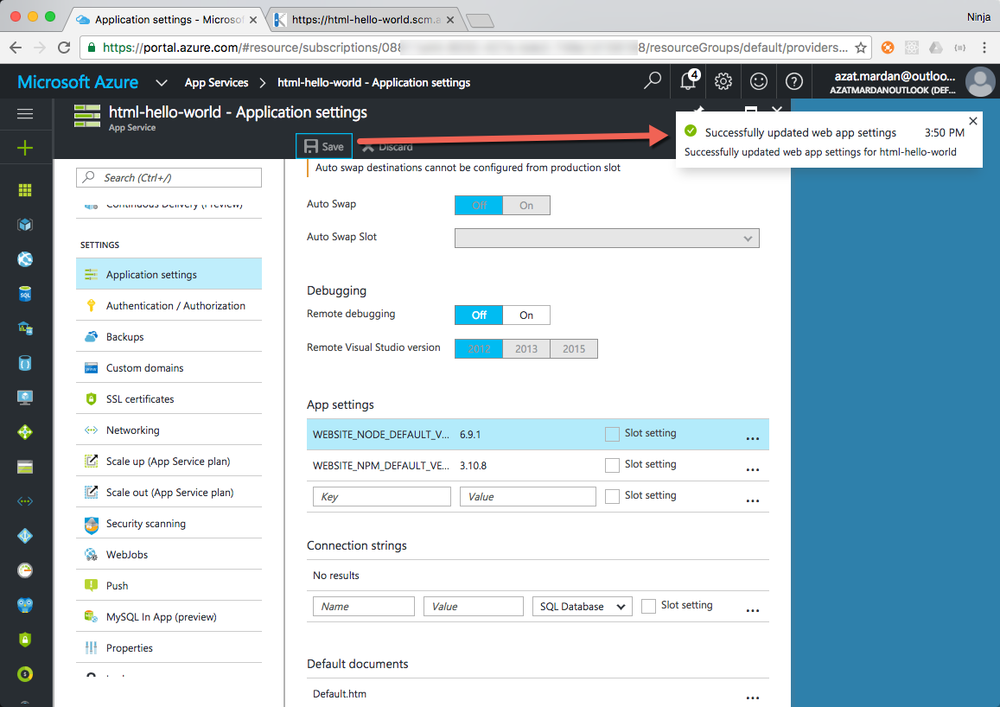 Application settings - Microsof
https://html-hello-world.scm.a
Ninja
https://portal.azure.com/#resource/subscriptions/088 8/resourceGroups/default/providers...
Microsoft Azure
App Services
html-hello-world - Application settings
4
azat.mardan@outloo...
AZATMARDANOUTLOOK (DEF...
html-hello-world - Application settings
App Service
Save
Discard
Successfully updated web app settings 3:50 PM
Successfully updated web app settings for html-hello-world
Search (Ctrl+/)
Continuous Delivery (Preview)
SETTINGS
Application settings
Authentication / Authorization
Backups
Custom domains
SSL certificates
Networking
Scale up (App Service plan)
Scale out (App Service plan)
Security scanning
WebJobs
Push
MySQL In App (preview)
Properties
Auto swap destinations cannot be configured from production slot
Auto Swap Off On
Auto Swap Slot
Debugging
Remote debugging Off On
Remote Visual Studio version 2012 2013 2015
App settings
WEBSITE_NODE_DEFAULT_V... 6.9.1 Slot setting ...
WEBSITE_NPM_DEFAULT_VE... 3.10.8 Slot setting ...
Key Value Slot setting ...
Connection strings
No results
Name Value SQL Database Slot setting ...
Default documents
Default.htm ...